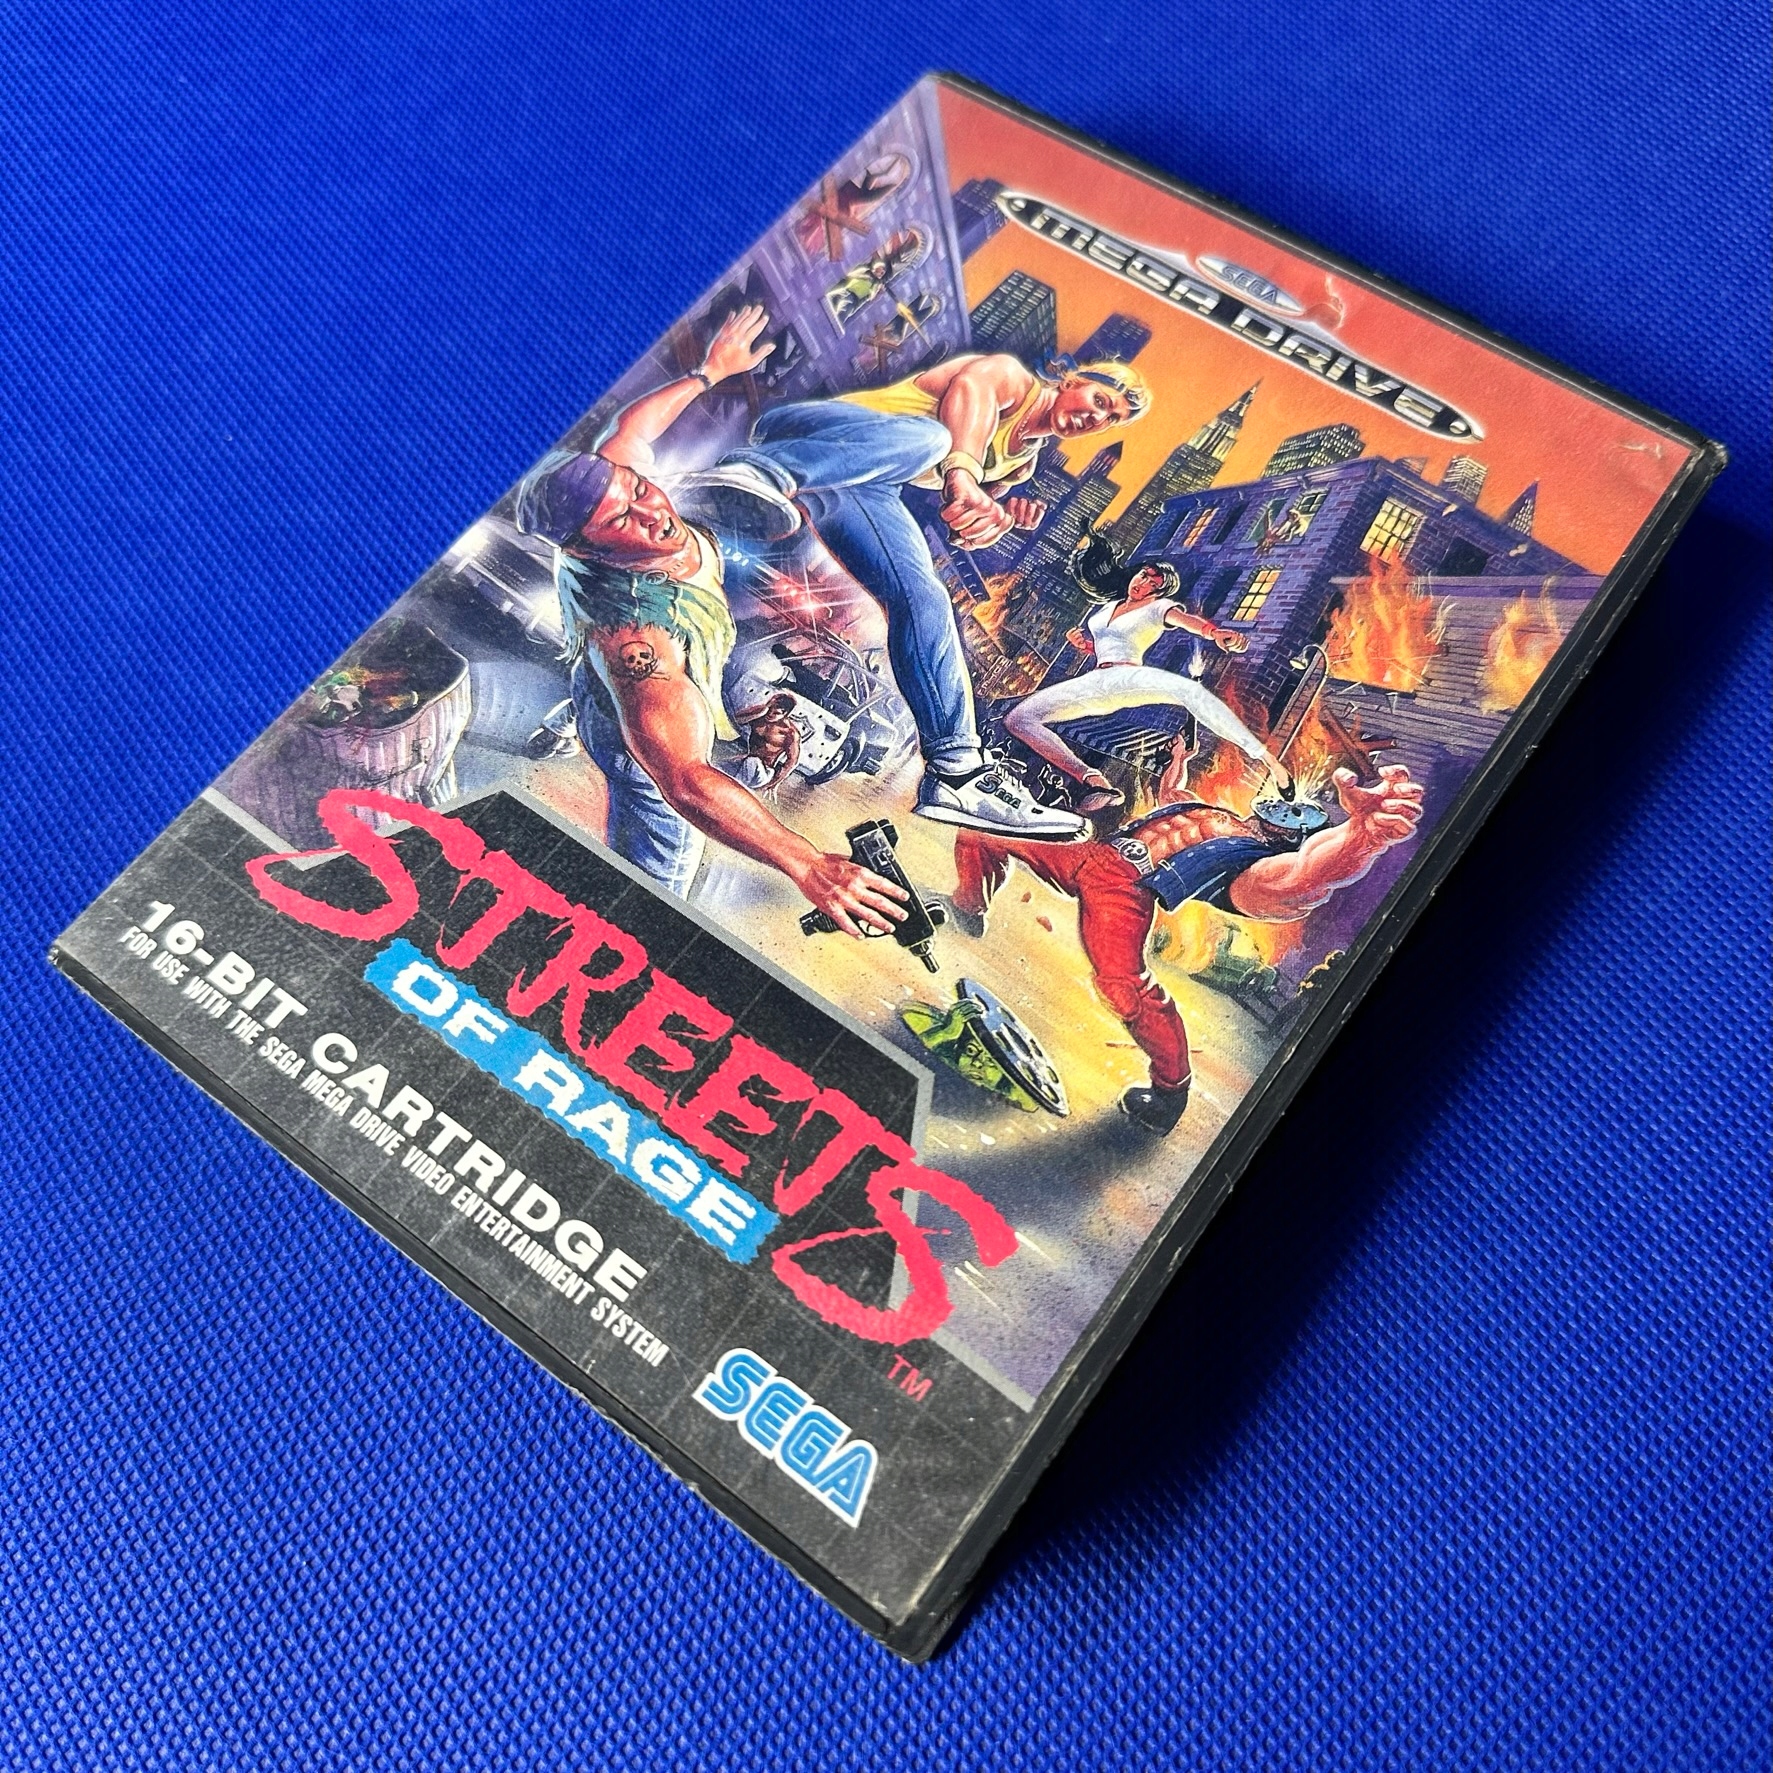 SEGA
MEGA DRIVE
SEGA
STREETS
OF RAGE
TM
16-BIT CARTRIDGE
FOR USE WITH THE SEGA MEGA DRIVE VIDEO ENTERTAINMENT SYSTEM
SEGA